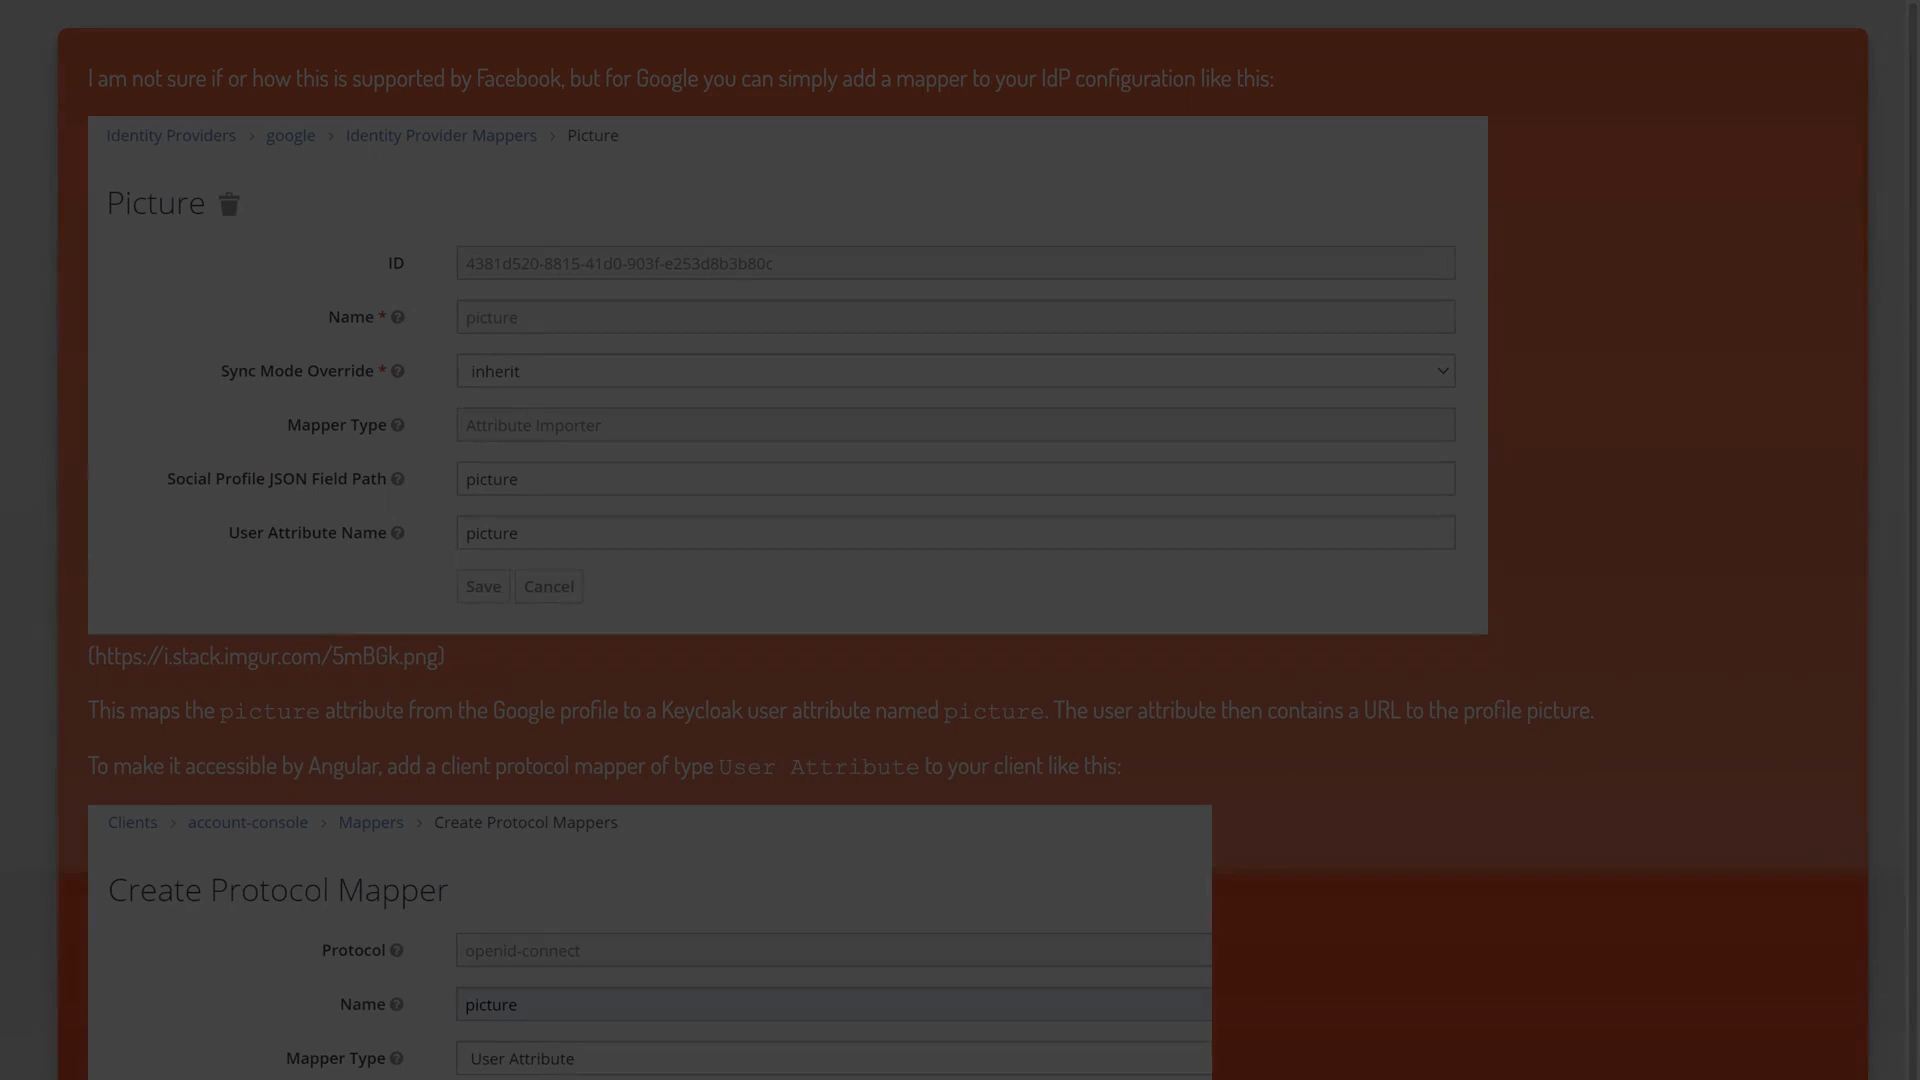 I am not sure if or how this is supported by Facebook, but for Google you can simply add a mapper to your IdP configuration like this:
Identity Providers > google > Identity Provider Mappers > Picture
Picture
ID 4381d520-8815-41d0-903f-e253d8b3b80c
Name * picture
Sync Mode Override * inherit
Mapper Type Attribute Importer
Social Profile JSON Field Path picture
User Attribute Name picture
Save Cancel
(https://i.stack.imgur.com/5mBGk.png)
This maps the picture attribute from the Google profile to a Keycloak user attribute named picture. The user attribute then contains a URL to the profile picture.
To make it accessible by Angular, add a client protocol mapper of type User Attribute to your client like this:
Clients > account-console > Mappers > Create Protocol Mappers
Create Protocol Mapper
Protocol openid-connect
Name picture
Mapper Type User Attribute